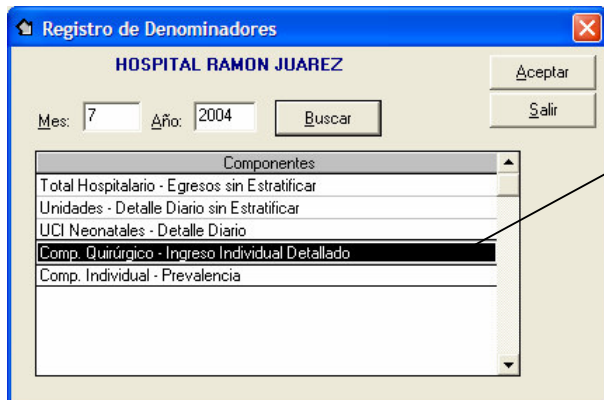 Registro de Denominadores
HOSPITAL RAMON JUAREZ
Aceptar
Mes: 7 Año: 2004 Buscar
Salir
Componentes
Total Hospitalario - Egresos sin Estratificar
Unidades - Detalle Diario sin Estratificar
UCI Neonatales - Detalle Diario
Comp. Quirúrgico - Ingreso Individual Detallado
Comp. Individual - Prevalencia